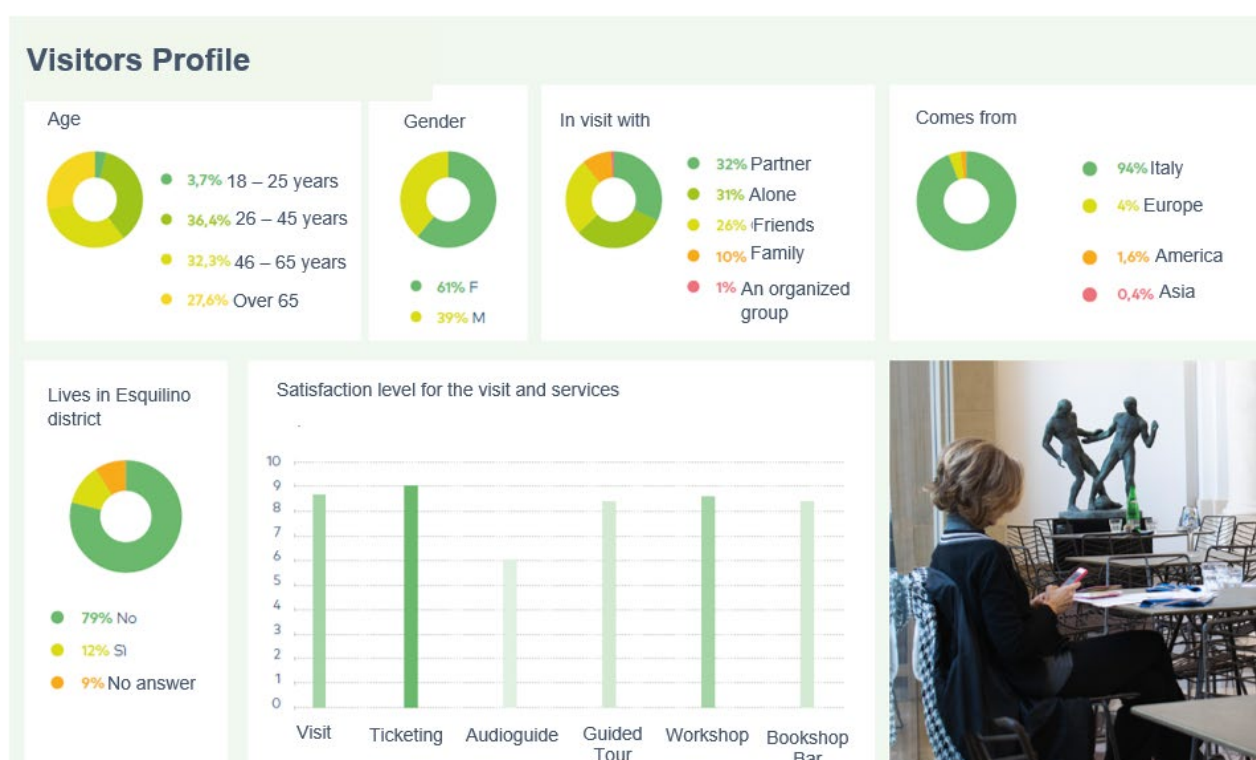 Visitors Profile
Age
3,7% 18 – 25 years
36,4% 26 – 45 years
32,3% 46 – 65 years
27,6% Over 65
Gender
61% F
39% M
In visit with
32% Partner
31% Alone
26% Friends
10% Family
1% An organized
group
Comes from
94% Italy
4% Europe
1,6% America
0,4% Asia
Lives in Esquilino
district
79% No
12% Sì
9% No answer
Satisfaction level for the visit and services
10
9
8
7
6
5
4
3
2
1
0
Visit
Ticketing
Audioguide
Guided
Tour
Workshop
Bookshop
Bar